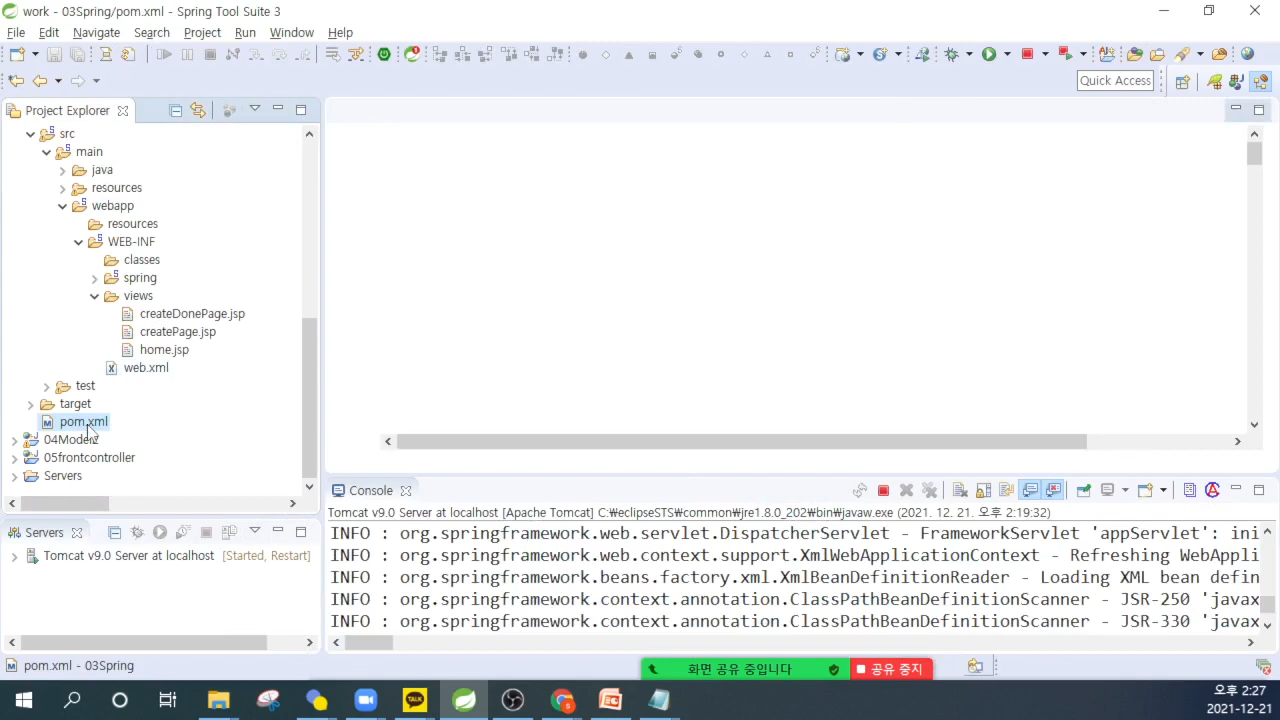 work - 03Spring/pom.xml - Spring Tool Suite 3
File Edit Navigate Search Project Run Window Help
Quick Access
Project Explorer
src
main
java
resources
webapp
resources
WEB-INF
classes
spring
views
createDonePage.jsp
createPage.jsp
home.jsp
web.xml
test
target
pom.xml
04Model2
05frontcontroller
Servers
Console
Tomcat v9.0 Server at localhost [Apache Tomcat] C:\eclipseSTS\common\jre1.8.0_202\bin\javaw.exe (2021. 12. 21. 오후 2:19:32)
INFO : org.springframework.web.servlet.DispatcherServlet - FrameworkServlet 'appServlet': ini
INFO : org.springframework.web.context.support.XmlWebApplicationContext - Refreshing WebAppli
INFO : org.springframework.beans.factory.xml.XmlBeanDefinitionReader - Loading XML bean defin
INFO : org.springframework.context.annotation.ClassPathBeanDefinitionScanner - JSR-250 'javax
INFO : org.springframework.context.annotation.ClassPathBeanDefinitionScanner - JSR-330 'javax
Servers
Tomcat v9.0 Server at localhost [Started, Restart]
pom.xml - 03Spring
화면 공유 중입니다
공유 중지
TALK
오후 2:27
2021-12-21